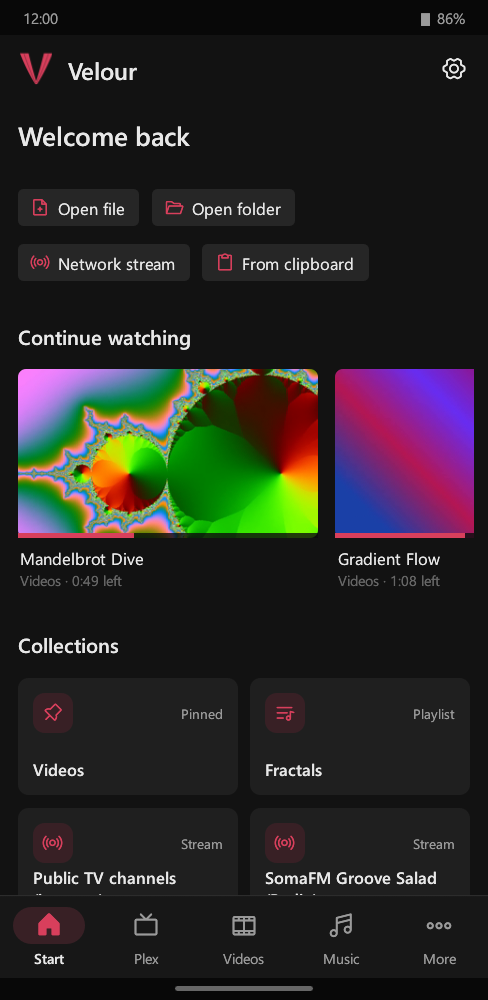 12:00
86%
Velour
Welcome back
Open file
Open folder
Network stream
From clipboard
Continue watching
Mandelbrot Dive
Videos · 0:49 left
Gradient Flow
Videos · 1:08 left
Collections
Pinned
Videos
Playlist
Fractals
Stream
Public TV channels
Stream
SomaFM Groove Salad
Start
Plex
Videos
Music
More